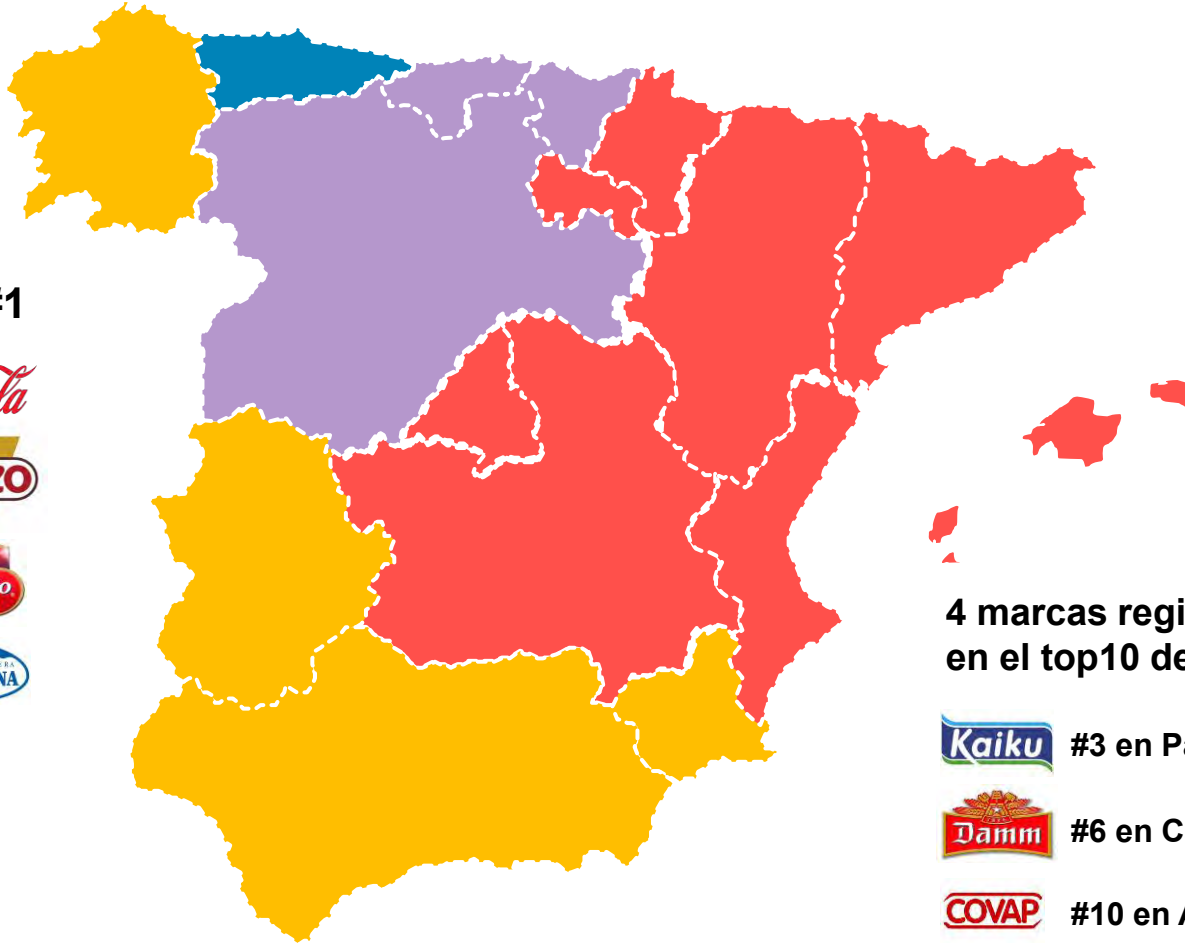 #1
4 marcas regi
en el top10 de
Kaiku #3 en Pa
Damm #6 en C
COVAP #10 en A